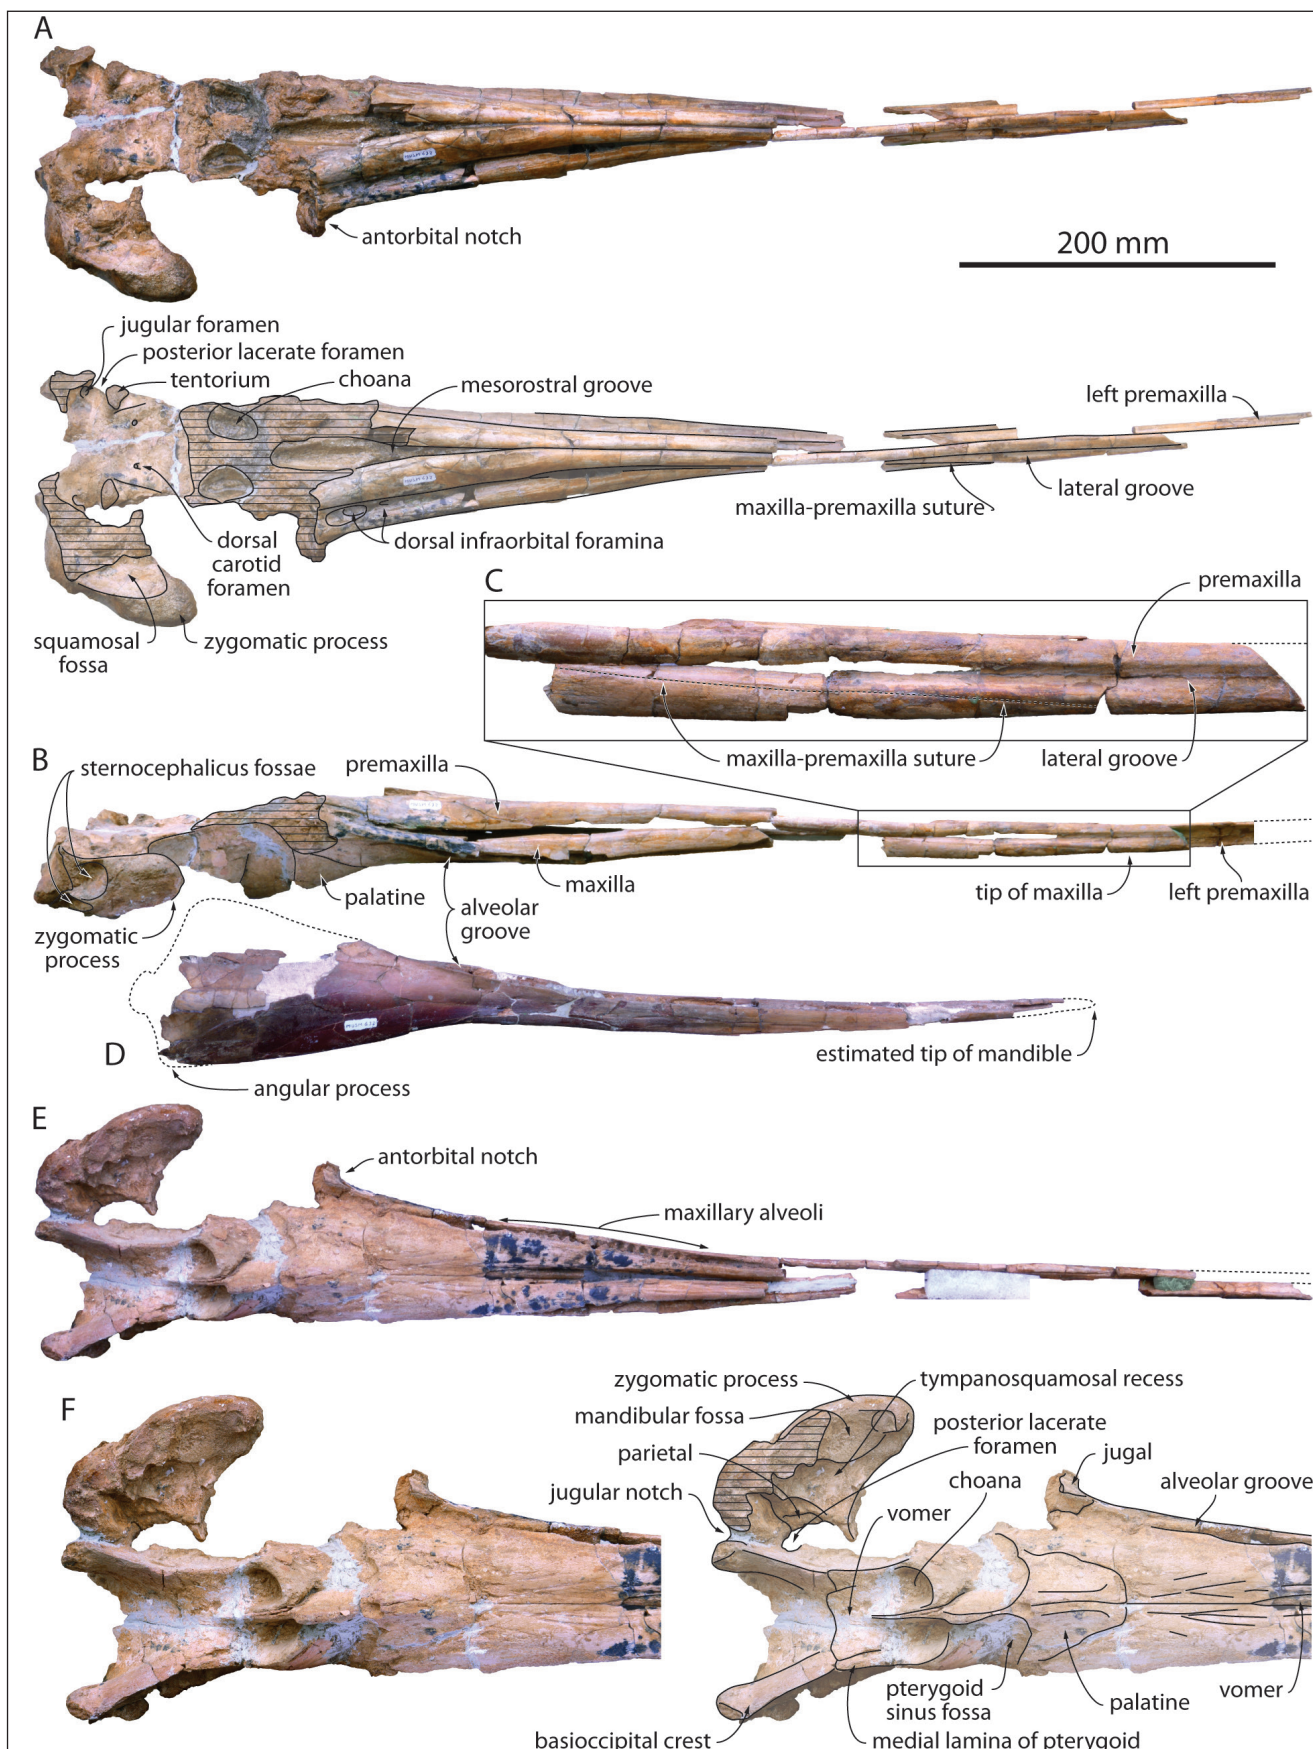 A
antorbital notch
200 mm
jugular foramen
posterior lacerate foramen
tentorium
choana
mesorostral groove
left premaxilla
maxilla-premaxilla suture
lateral groove
dorsal infraorbital foramina
dorsal
carotid
foramen
squamosal
fossa
zygomatic process
C
premaxilla
maxilla-premaxilla suture
lateral groove
B
sternocephalicus fossae
premaxilla
zygomatic
process
palatine
alveolar
groove
maxilla
tip of maxilla
left premaxilla
D
angular process
estimated tip of mandible
E
antorbital notch
maxillary alveoli
F
zygomatic process
tympanosquamosal recess
mandibular fossa
posterior lacerate
foramen
parietal
jugal
jugular notch
choana
alveolar groove
vomer
pterygoid
sinus fossa
palatine
vomer
basioccipital crest
medial lamina of pterygoid